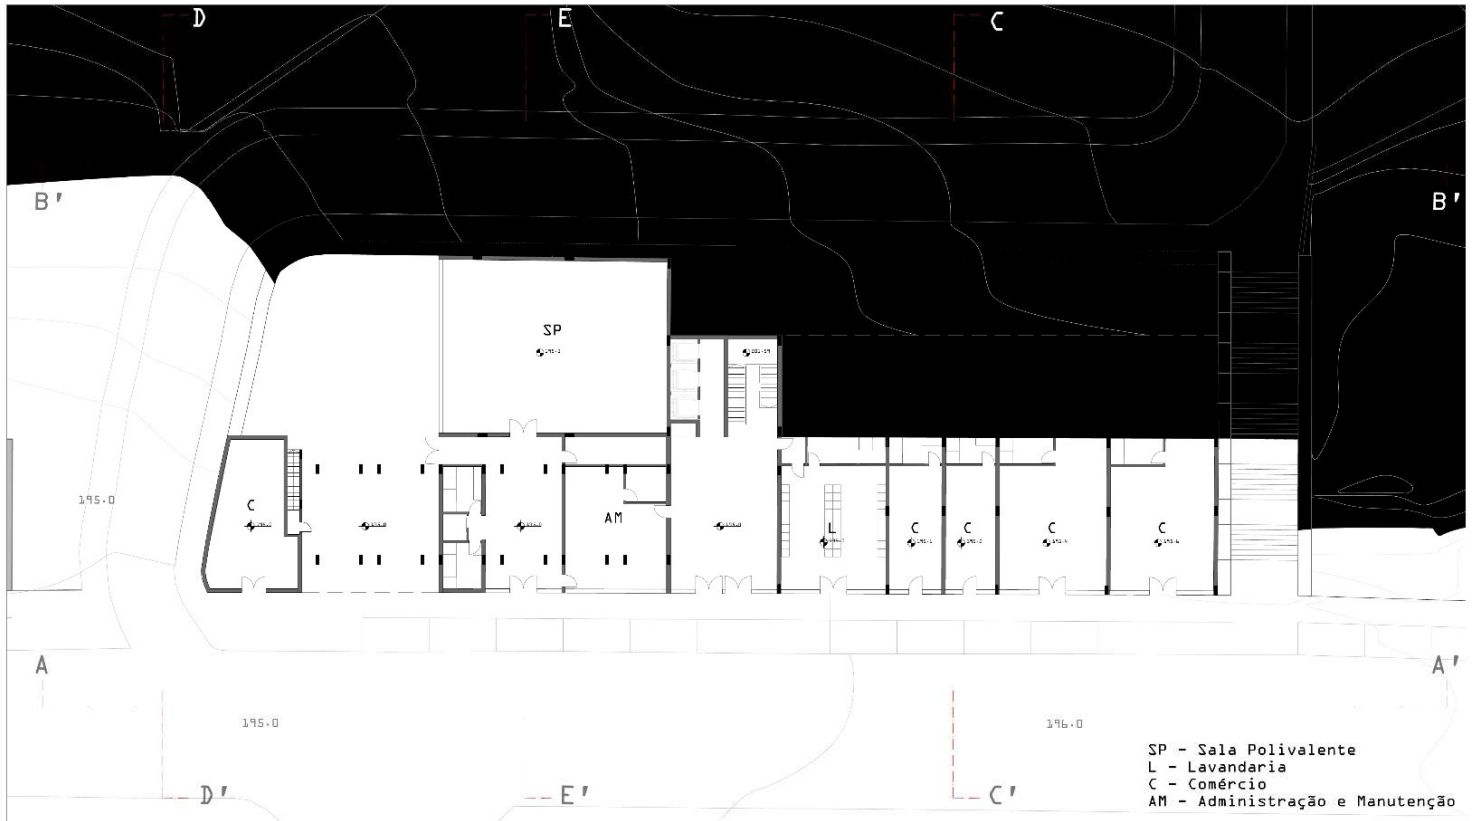 D
E
C
B'
B'
SP
C
AM
L
C
C
C
C
195.0
A
A'
195.0
196.0
SP - Sala Polivalente
L - Lavandaria
C - Comércio
AM - Administração e Manutenção
D'
E'
C'